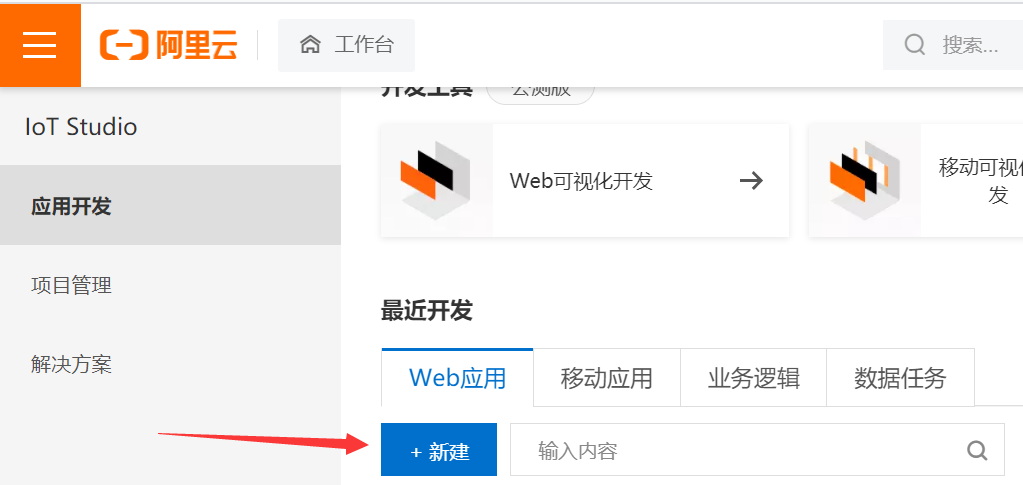 阿里云
工作台
搜索...
IoT Studio
开发工具
公测版
应用开发
项目管理
解决方案
Web可视化开发
移动可视化
发
最近开发
Web应用
移动应用
业务逻辑
数据任务
+ 新建
输入内容